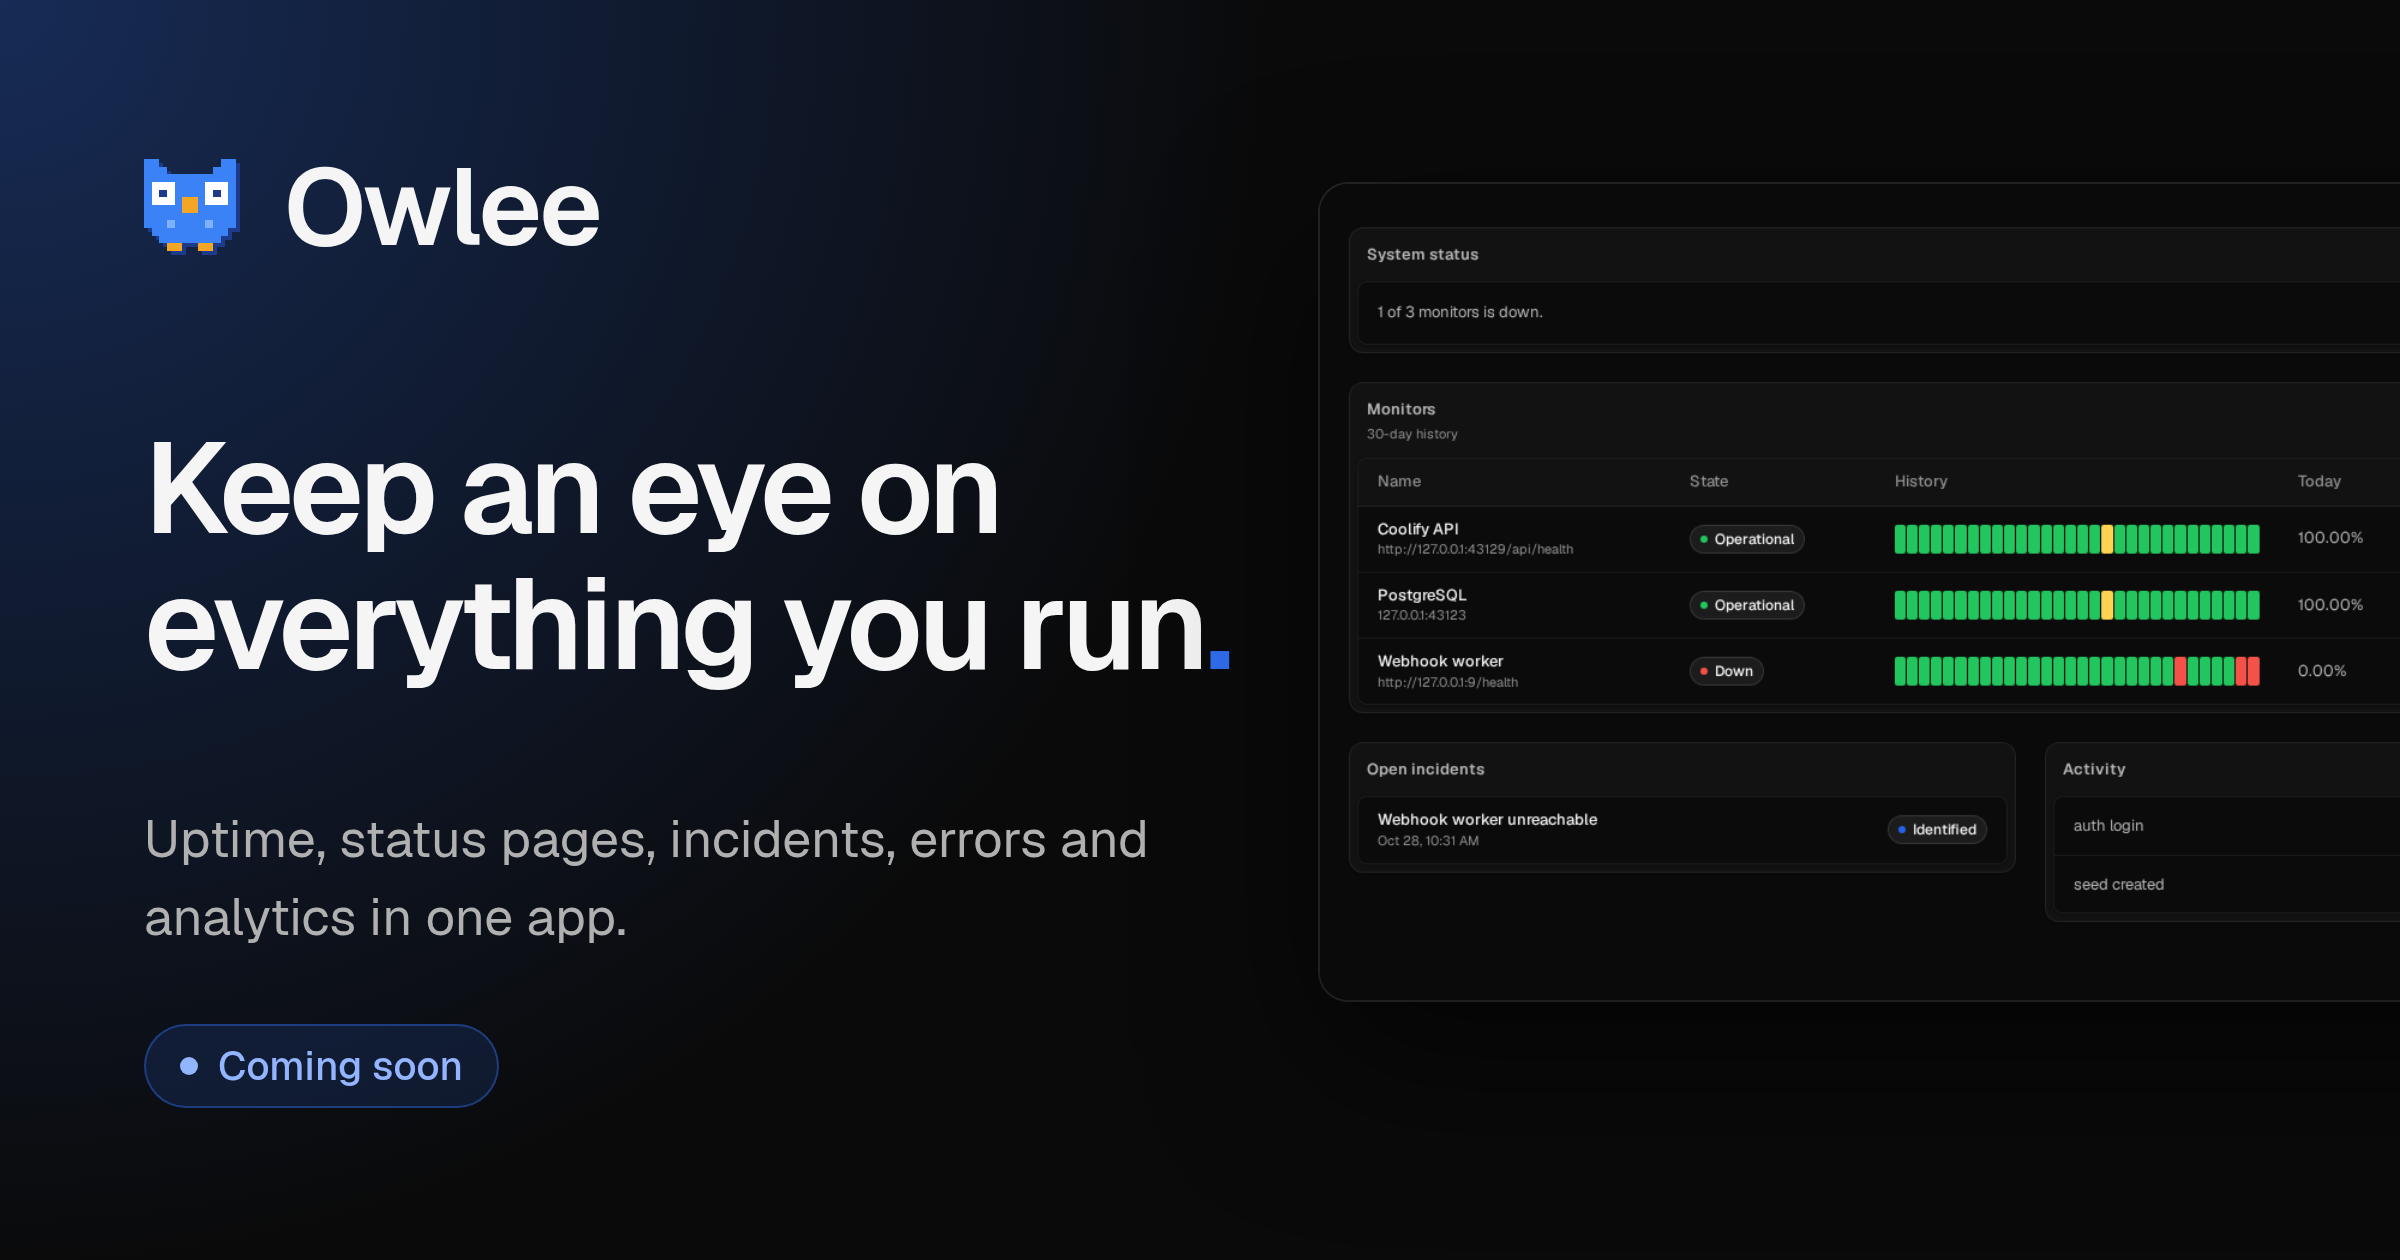 Owlee
Keep an eye on
everything you run.
Uptime, status pages, incidents, errors and
analytics in one app.
Coming soon
System status
1 of 3 monitors is down.
Monitors
30-day history
Name State History Today
Coolify API
http://127.0.0.1:43129/api/health
Operational
100.00%
PostgreSQL
127.0.0.1:43123
Operational
100.00%
Webhook worker
http://127.0.0.1:9/health
Down
0.00%
Open incidents
Webhook worker unreachable
Oct 28, 10:31 AM
Identified
Activity
auth login
seed created